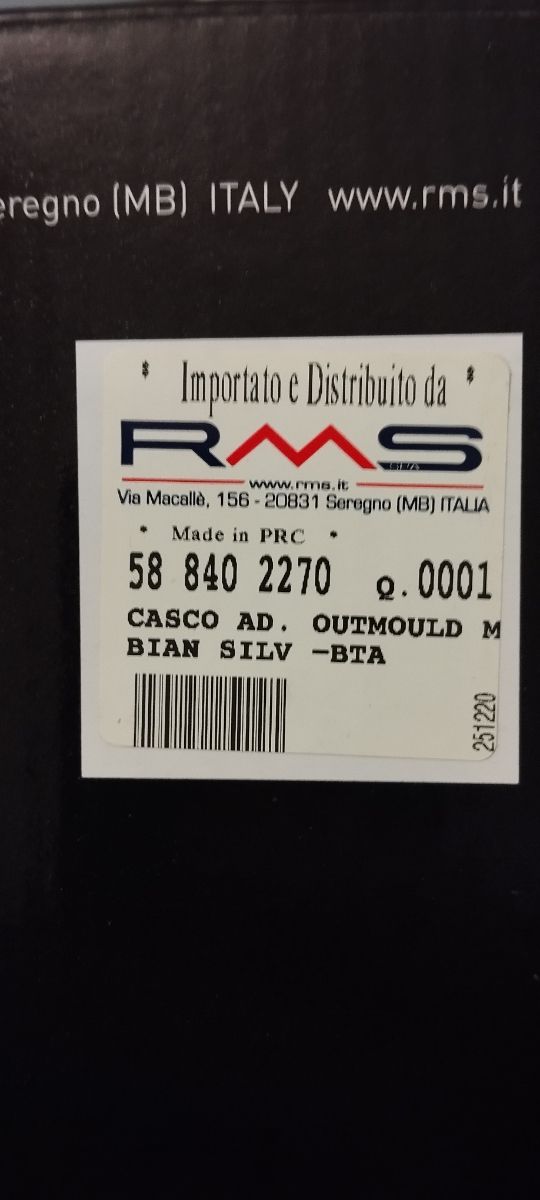 eregno (MB) ITALY www.rms.it
* Importato e Distribuito da *
RMS
SPA
www.rms.it
Via Macallè, 156 - 20831 Seregno (MB) ITALIA
* Made in PRC *
58 840 2270 Q.0001
CASCO AD. OUTMOULD M
BIAN SILV -BTA
251220